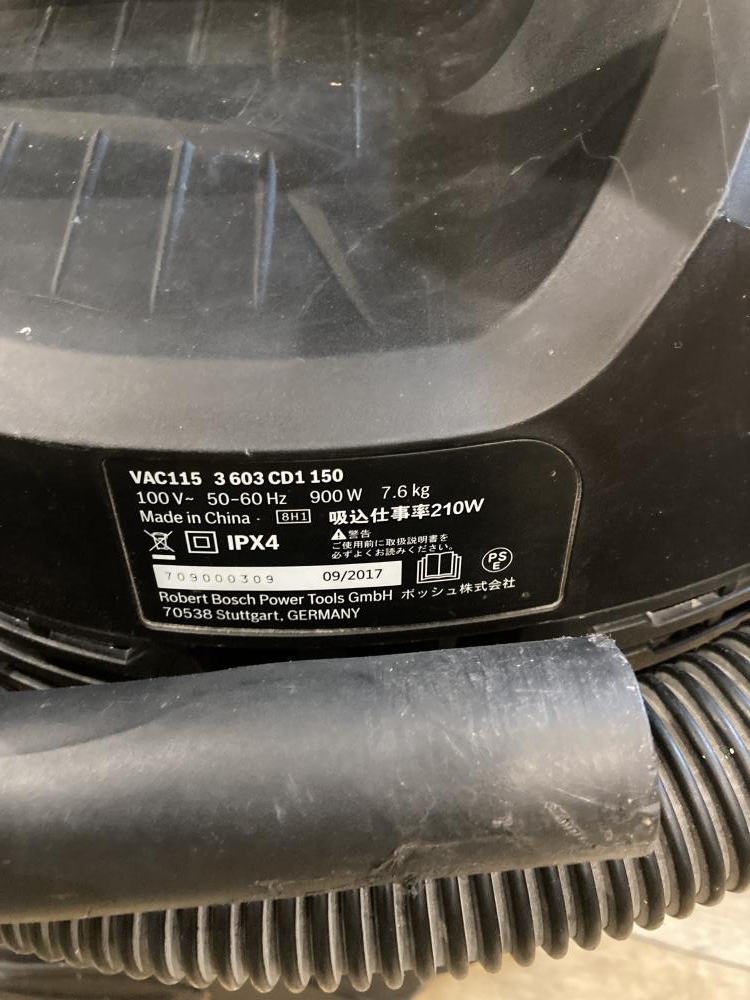 VAC115 3 603 CD1 150
100 V~ 50-60 Hz 900 W 7.6 kg
Made in China · 8H1 吸込仕事率210W
IPX4
警告
ご使用前に取扱説明書を
必ずよくお読みください。
PS
E
709000309 09/2017
Robert Bosch Power Tools GmbH ボッシュ株式会社
70538 Stuttgart, GERMANY